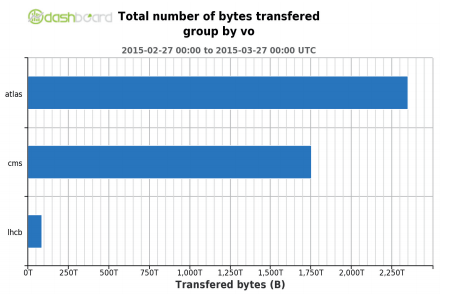 dashboard
Total number of bytes transfered
group by vo
2015-02-27 00:00 to 2015-03-27 00:00 UTC
atlas
cms
lhcb
0T 250T 500T 750T 1,000T 1,250T 1,500T 1,750T 2,000T 2,250T
Transfered bytes (B)